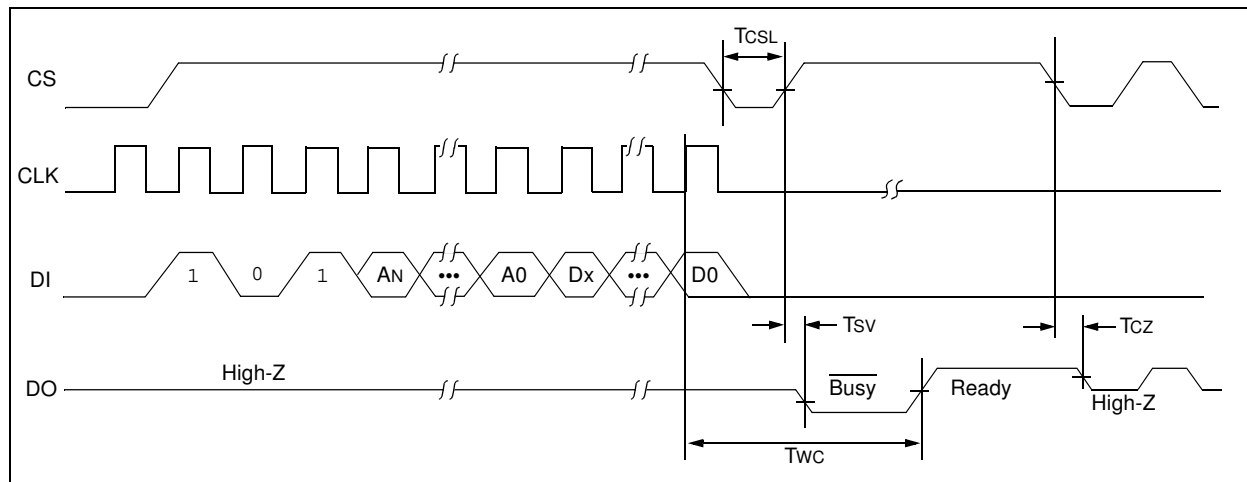 TCSL
CS
CLK
DI 1 0 1 AN ••• A0 Dx ••• D0
TSV TCZ
DO High-Z Busy Ready High-Z
TWC